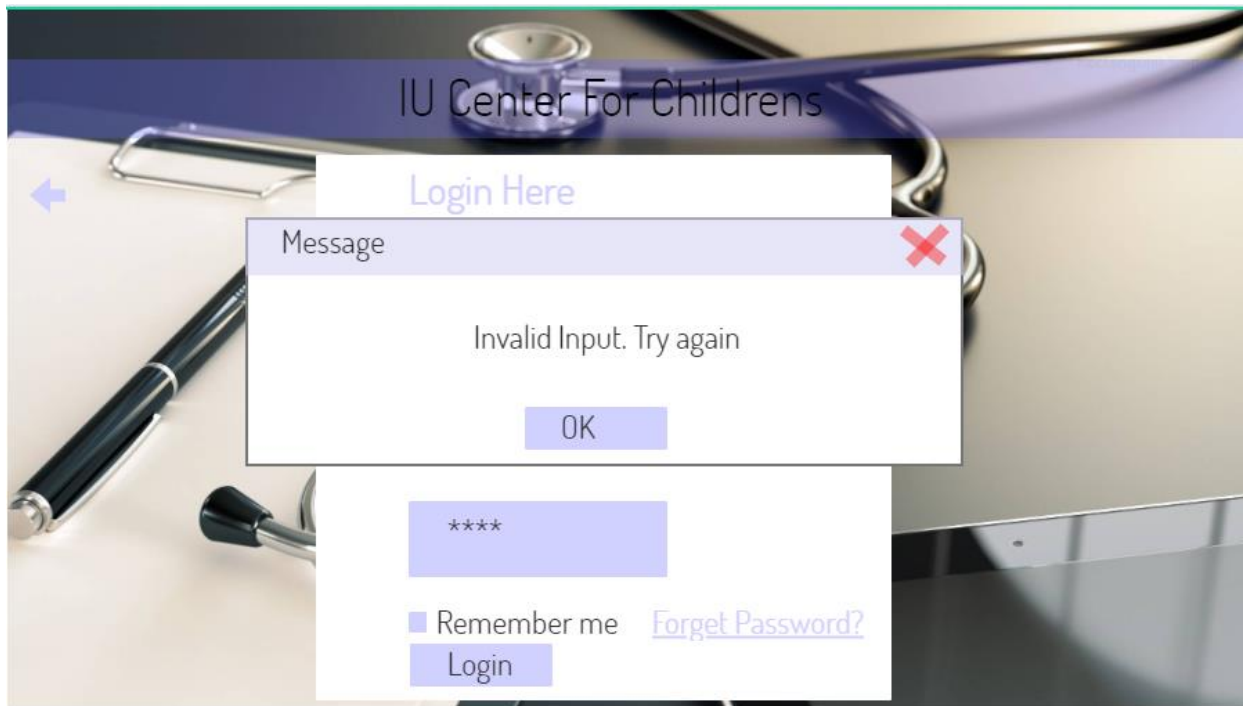 IU Center For Childrens
Login Here
Message
Invalid Input. Try again
OK
****
Remember me Forget Password?
Login